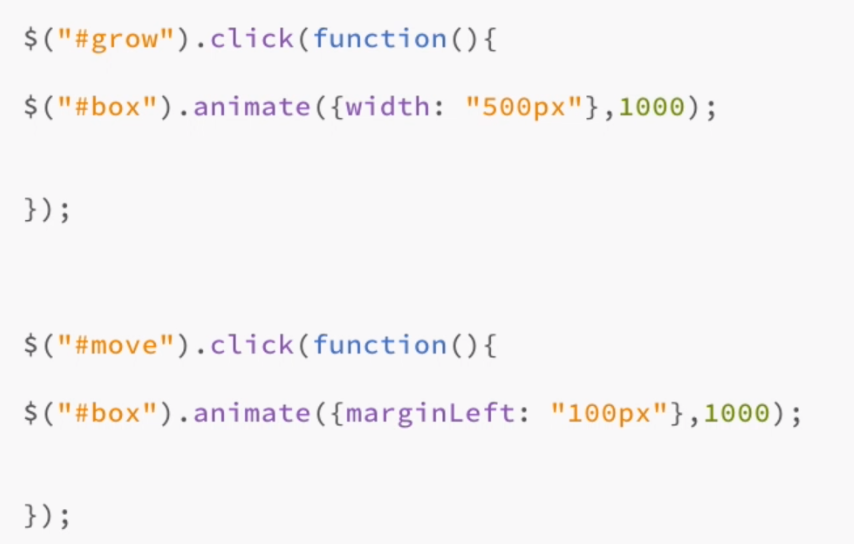 $("#grow").click(function(){
$("#box").animate({width: "500px"},1000);
});
$("#move").click(function(){
$("#box").animate({marginLeft: "100px"},1000);
});